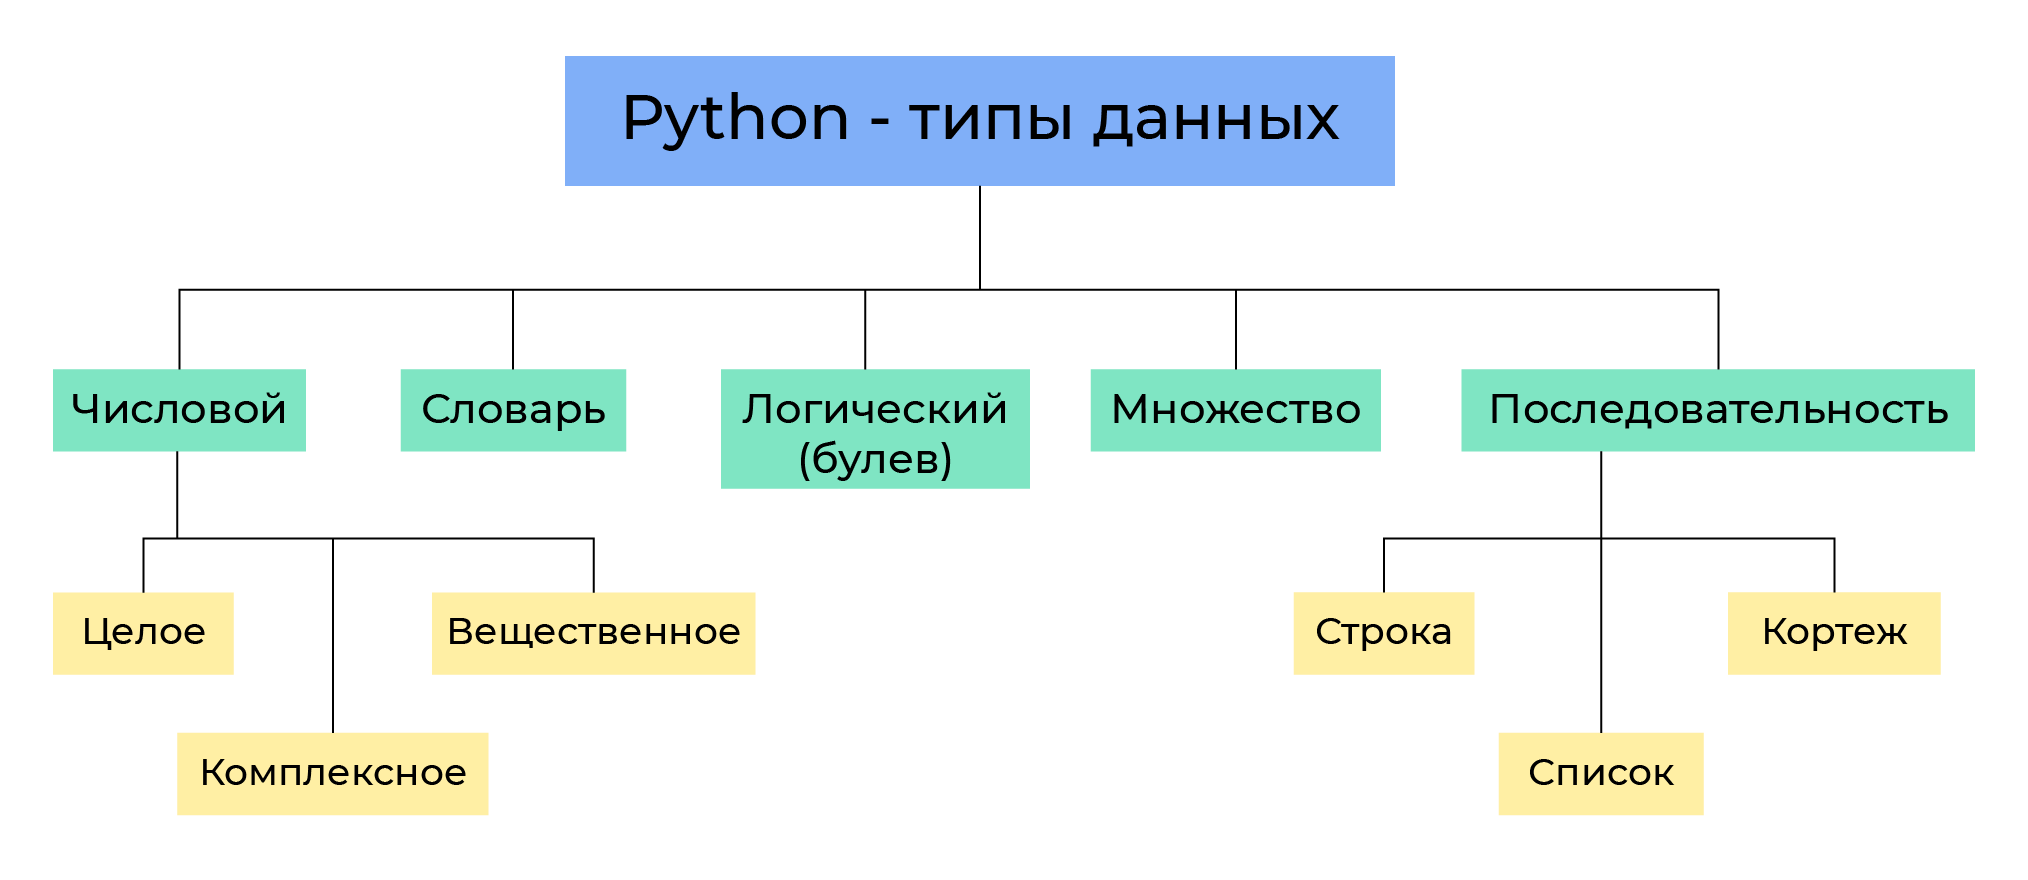 Python - типы данных
Числовой
Словарь
Логический
(булев)
Множество
Последовательность
Целое
Вещественное
Строка
Кортеж
Комплексное
Список